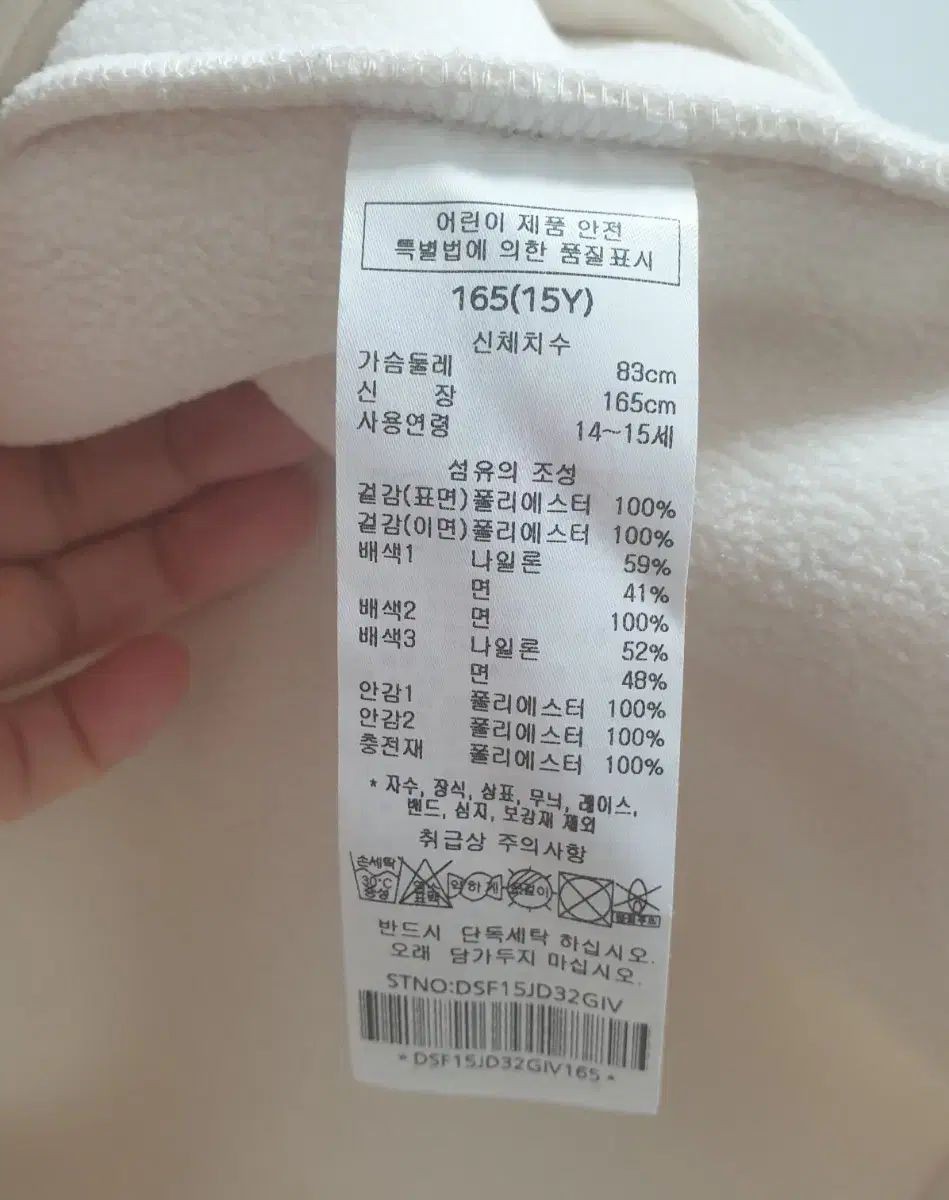 어린이 제품 안전
특별법에 의한 품질표시
165(15Y)
신체치수
가슴둘레 83cm
신 장 165cm
사용연령 14~15세
섬유의 조성
겉감(표면) 폴리에스터 100%
겉감(이면) 폴리에스터 100%
배색1 나일론 59%
면 41%
배색2 면 100%
배색3 나일론 52%
면 48%
안감1 폴리에스터 100%
안감2 폴리에스터 100%
충전재 폴리에스터 100%
* 자수, 장식, 상표, 무늬, 레이스,
밴드, 심지, 보강재 제외
취급상 주의사항
손세탁
30°C
중성
염소
표백
약하게
옷걸이
반드시 단독세탁 하십시오.
오래 담가두지 마십시오.
STNO:DSF15JD32GIV
*DSF15JD32GIV165*